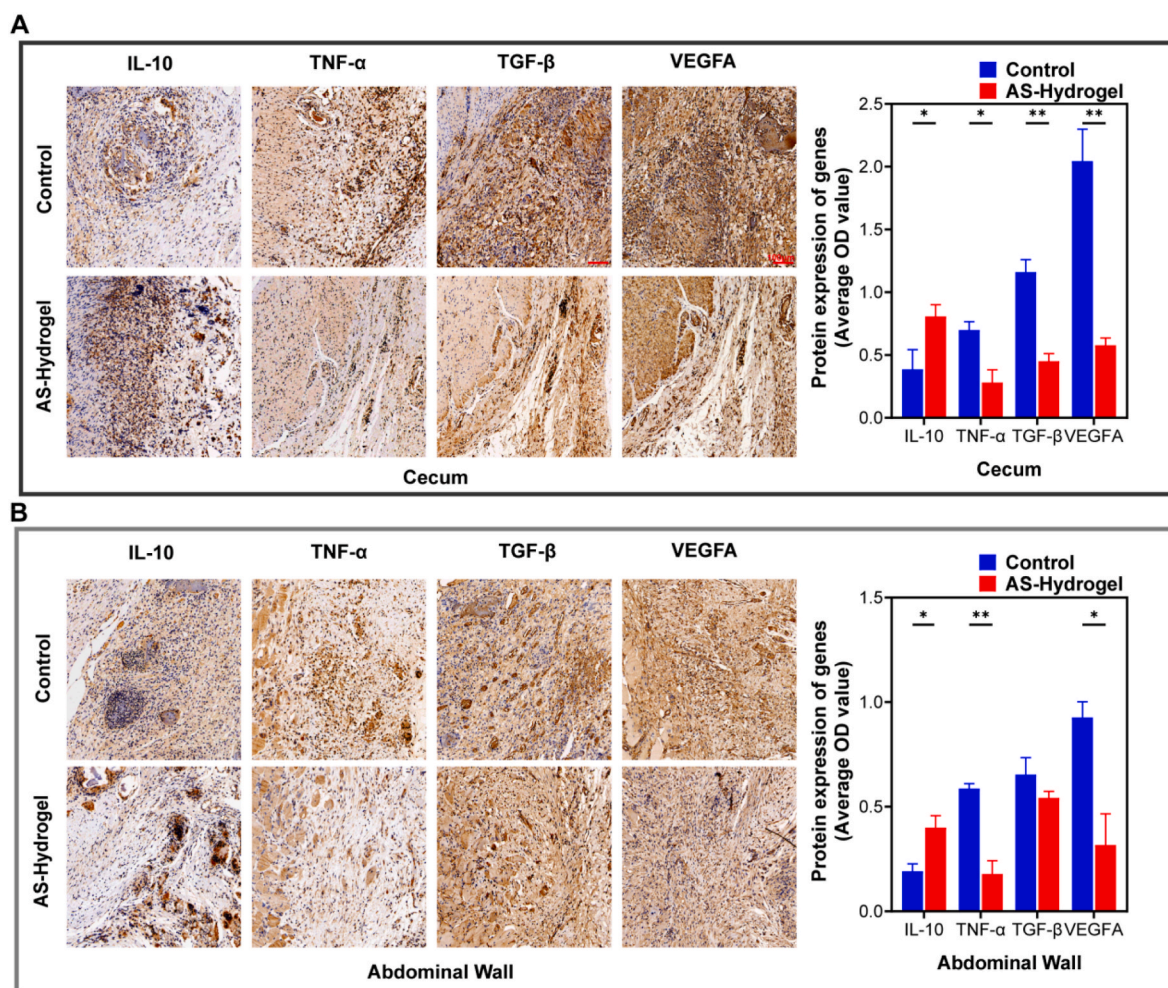 A
IL-10 TNF-α TGF-β VEGFA
Control
AS-Hydrogel
Cecum
Control
AS-Hydrogel
Protein expression of genes
(Average OD value)
2.5
2.0
1.5
1.0
0.5
0.0
* * ** **
IL-10 TNF-α TGF-β VEGFA
Cecum
B
IL-10 TNF-α TGF-β VEGFA
Control
AS-Hydrogel
Abdominal Wall
Control
AS-Hydrogel
Protein expression of genes
(Average OD value)
1.5
1.0
0.5
0.0
* ** *
IL-10 TNF-α TGF-β VEGFA
Abdominal Wall